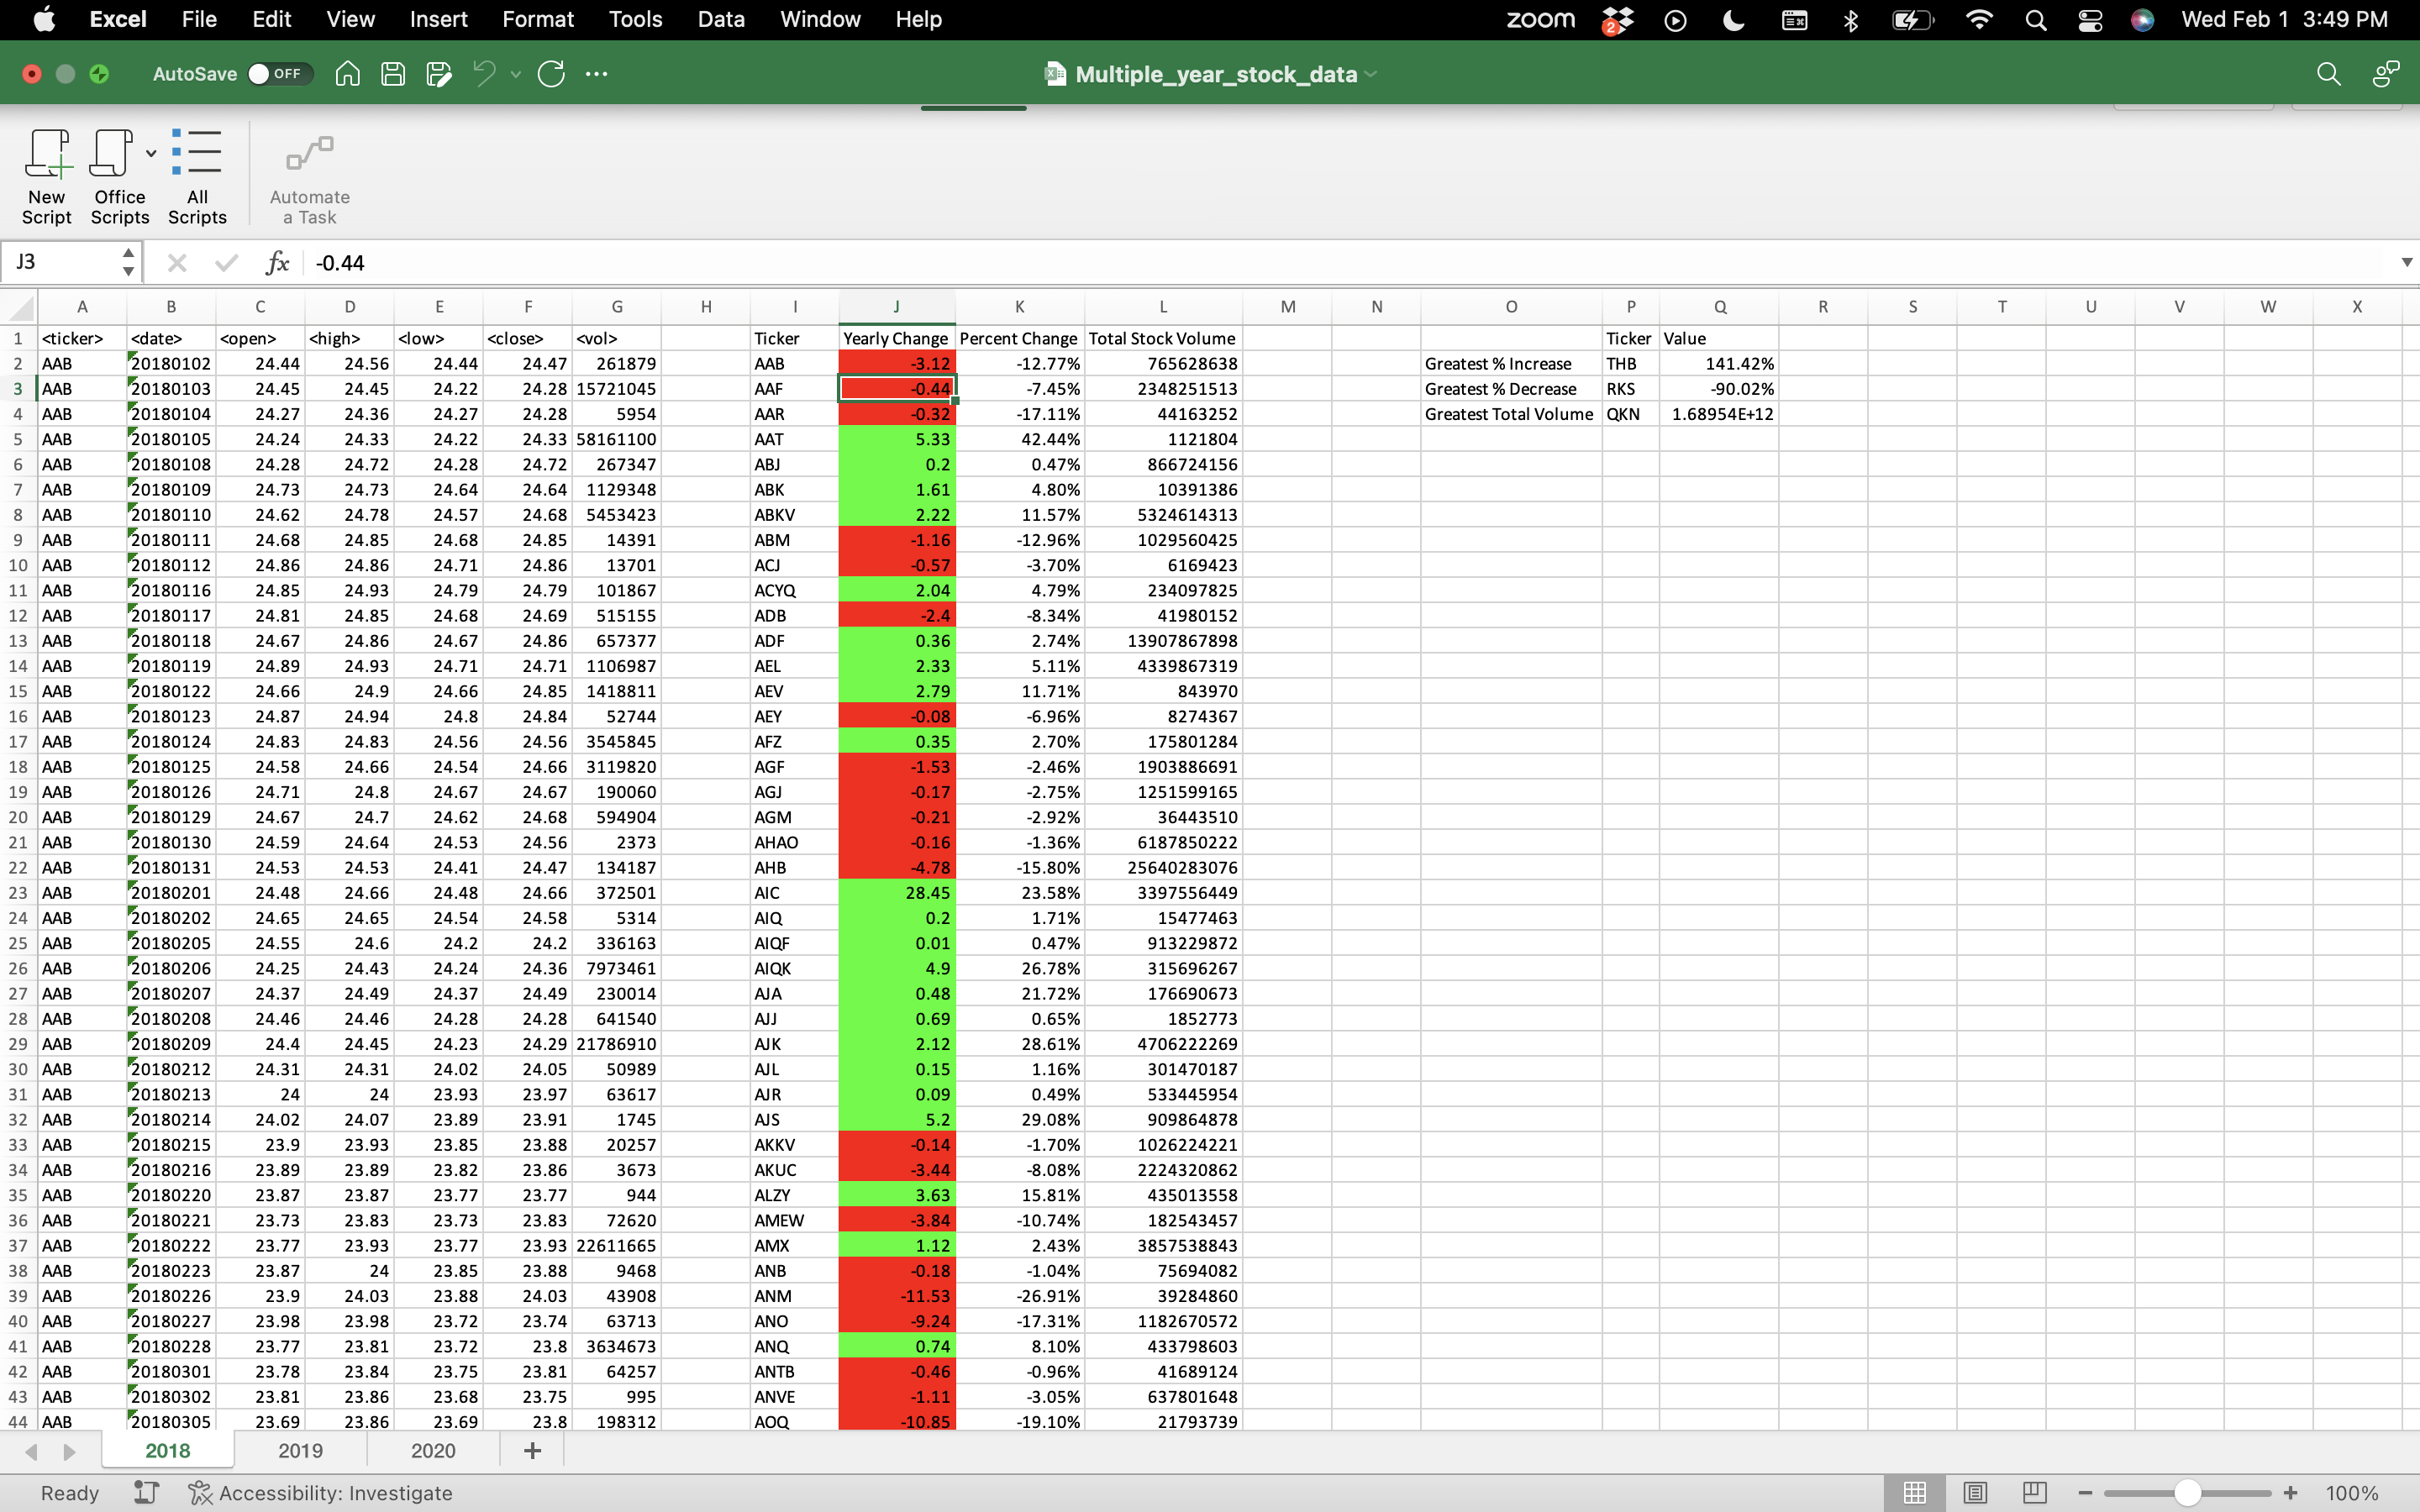 Excel File Edit View Insert Format Tools Data Window Help zoom 2 Wed Feb 1 3:49 PM
AutoSave OFF Multiple_year_stock_data
New Script Office Scripts All Scripts Automate a Task
J3 fx -0.44
A B C D E F G H I J K L M N O P Q R S T U V W X
1 <ticker> <date> <open> <high> <low> <close> <vol> Ticker Yearly Change Percent Change Total Stock Volume Ticker Value
2 AAB 20180102 24.44 24.56 24.44 24.47 261879 AAB -3.12 -12.77% 765628638 Greatest % Increase THB 141.42%
3 AAB 20180103 24.45 24.45 24.22 24.28 15721045 AAF -0.44 -7.45% 2348251513 Greatest % Decrease RKS -90.02%
4 AAB 20180104 24.27 24.36 24.27 24.28 5954 AAR -0.32 -17.11% 44163252 Greatest Total Volume QKN 1.68954E+12
5 AAB 20180105 24.24 24.33 24.22 24.33 58161100 AAT 5.33 42.44% 1121804
6 AAB 20180108 24.28 24.72 24.28 24.72 267347 ABJ 0.2 0.47% 866724156
7 AAB 20180109 24.73 24.73 24.64 24.64 1129348 ABK 1.61 4.80% 10391386
8 AAB 20180110 24.62 24.78 24.57 24.68 5453423 ABKV 2.22 11.57% 5324614313
9 AAB 20180111 24.68 24.85 24.68 24.85 14391 ABM -1.16 -12.96% 1029560425
10 AAB 20180112 24.86 24.86 24.71 24.86 13701 ACJ -0.57 -3.70% 6169423
11 AAB 20180116 24.85 24.93 24.79 24.79 101867 ACYQ 2.04 4.79% 234097825
12 AAB 20180117 24.81 24.85 24.68 24.69 515155 ADB -2.4 -8.34% 41980152
13 AAB 20180118 24.67 24.86 24.67 24.86 657377 ADF 0.36 2.74% 13907867898
14 AAB 20180119 24.89 24.93 24.71 24.71 1106987 AEL 2.33 5.11% 4339867319
15 AAB 20180122 24.66 24.9 24.66 24.85 1418811 AEV 2.79 11.71% 843970
16 AAB 20180123 24.87 24.94 24.8 24.84 52744 AEY -0.08 -6.96% 8274367
17 AAB 20180124 24.83 24.83 24.56 24.56 3545845 AFZ 0.35 2.70% 175801284
18 AAB 20180125 24.58 24.66 24.54 24.66 3119820 AGF -1.53 -2.46% 1903886691
19 AAB 20180126 24.71 24.8 24.67 24.67 190060 AGJ -0.17 -2.75% 1251599165
20 AAB 20180129 24.67 24.7 24.62 24.68 594904 AGM -0.21 -2.92% 36443510
21 AAB 20180130 24.59 24.64 24.53 24.56 2373 AHAO -0.16 -1.36% 6187850222
22 AAB 20180131 24.53 24.53 24.41 24.47 134187 AHB -4.78 -15.80% 25640283076
23 AAB 20180201 24.48 24.66 24.48 24.66 372501 AIC 28.45 23.58% 3397556449
24 AAB 20180202 24.65 24.65 24.54 24.58 5314 AIQ 0.2 1.71% 15477463
25 AAB 20180205 24.55 24.6 24.2 24.2 336163 AIQF 0.01 0.47% 913229872
26 AAB 20180206 24.25 24.43 24.24 24.36 7973461 AIQK 4.9 26.78% 315696267
27 AAB 20180207 24.37 24.49 24.37 24.49 230014 AJA 0.48 21.72% 176690673
28 AAB 20180208 24.46 24.46 24.28 24.28 641540 AJJ 0.69 0.65% 1852773
29 AAB 20180209 24.4 24.45 24.23 24.29 21786910 AJK 2.12 28.61% 4706222269
30 AAB 20180212 24.31 24.31 24.02 24.05 50989 AJL 0.15 1.16% 301470187
31 AAB 20180213 24 24 23.93 23.97 63617 AJR 0.09 0.49% 533445954
32 AAB 20180214 24.02 24.07 23.89 23.91 1745 AJS 5.2 29.08% 909864878
33 AAB 20180215 23.9 23.93 23.85 23.88 20257 AKKV -0.14 -1.70% 1026224221
34 AAB 20180216 23.89 23.89 23.82 23.86 3673 AKUC -3.44 -8.08% 2224320862
35 AAB 20180220 23.87 23.87 23.77 23.77 944 ALZY 3.63 15.81% 435013558
36 AAB 20180221 23.73 23.83 23.73 23.83 72620 AMEW -3.84 -10.74% 182543457
37 AAB 20180222 23.77 23.93 23.77 23.93 22611665 AMX 1.12 2.43% 3857538843
38 AAB 20180223 23.87 24 23.85 23.88 9468 ANB -0.18 -1.04% 75694082
39 AAB 20180226 23.9 24.03 23.88 24.03 43908 ANM -11.53 -26.91% 39284860
40 AAB 20180227 23.98 23.98 23.72 23.74 63713 ANO -9.24 -17.31% 1182670572
41 AAB 20180228 23.77 23.81 23.72 23.8 3634673 ANQ 0.74 8.10% 433798603
42 AAB 20180301 23.78 23.84 23.75 23.81 64257 ANTB -0.46 -0.96% 41689124
43 AAB 20180302 23.81 23.86 23.68 23.75 995 ANVE -1.11 -3.05% 637801648
44 AAB 20180305 23.69 23.86 23.69 23.8 198312 AOQ -10.85 -19.10% 21793739
2018 2019 2020 +
Ready Accessibility: Investigate 100%